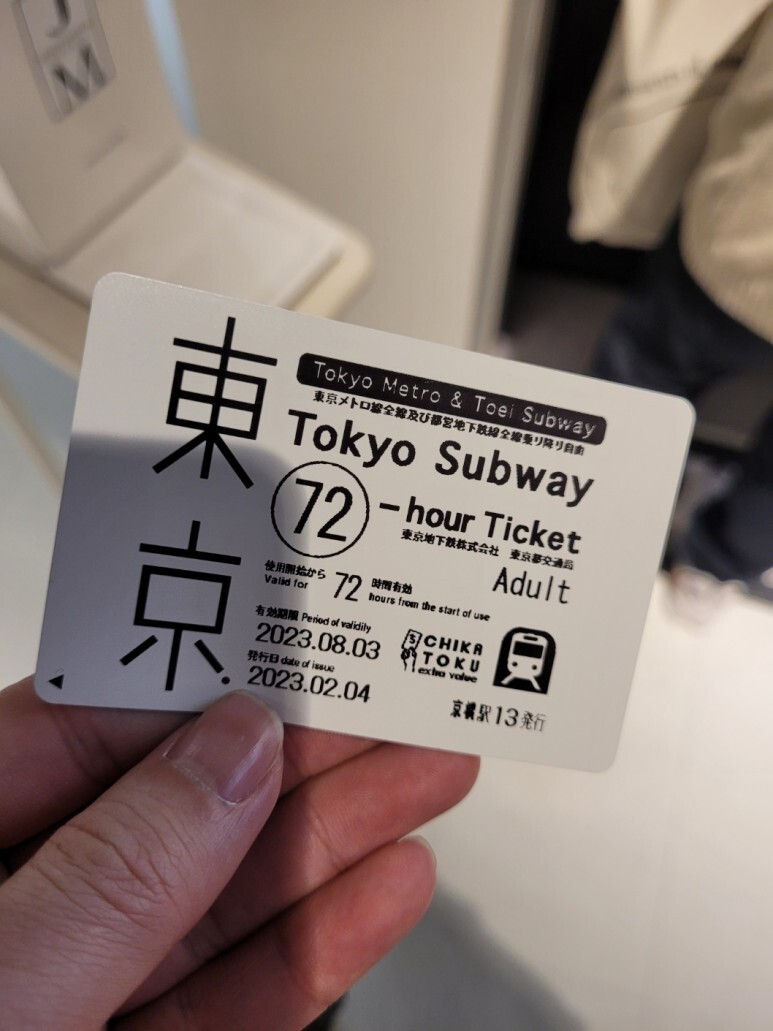 J
M
東京
Tokyo Metro & Toei Subway
東京メトロ線全線及び都営地下鉄線全線乗り降り自由
Tokyo Subway
72-hour Ticket
東京地下鉄株式会社 東京都交通局
Adult
使用開始から 72 時間有効
Valid for hours from the start of use
有効期限 Period of validity
2023.08.03
発行日 date of issue
2023.02.04
CHIKA
TOKU
extra value
京橋駅13発行